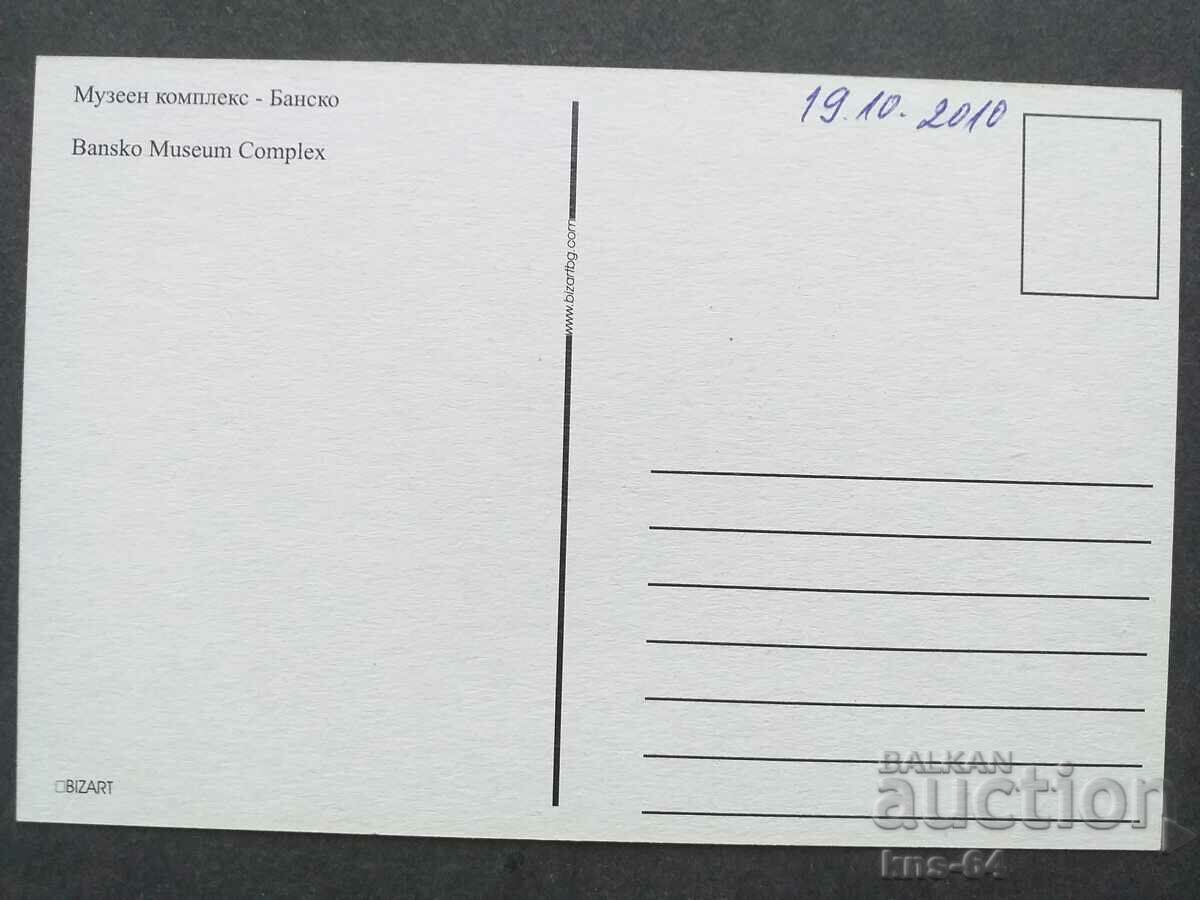 Музеен комплекс - Банско
Bansko Museum Complex
19.10.2010
www.bizartbg.com
□BIZART
BALKAN
auction
kns-64